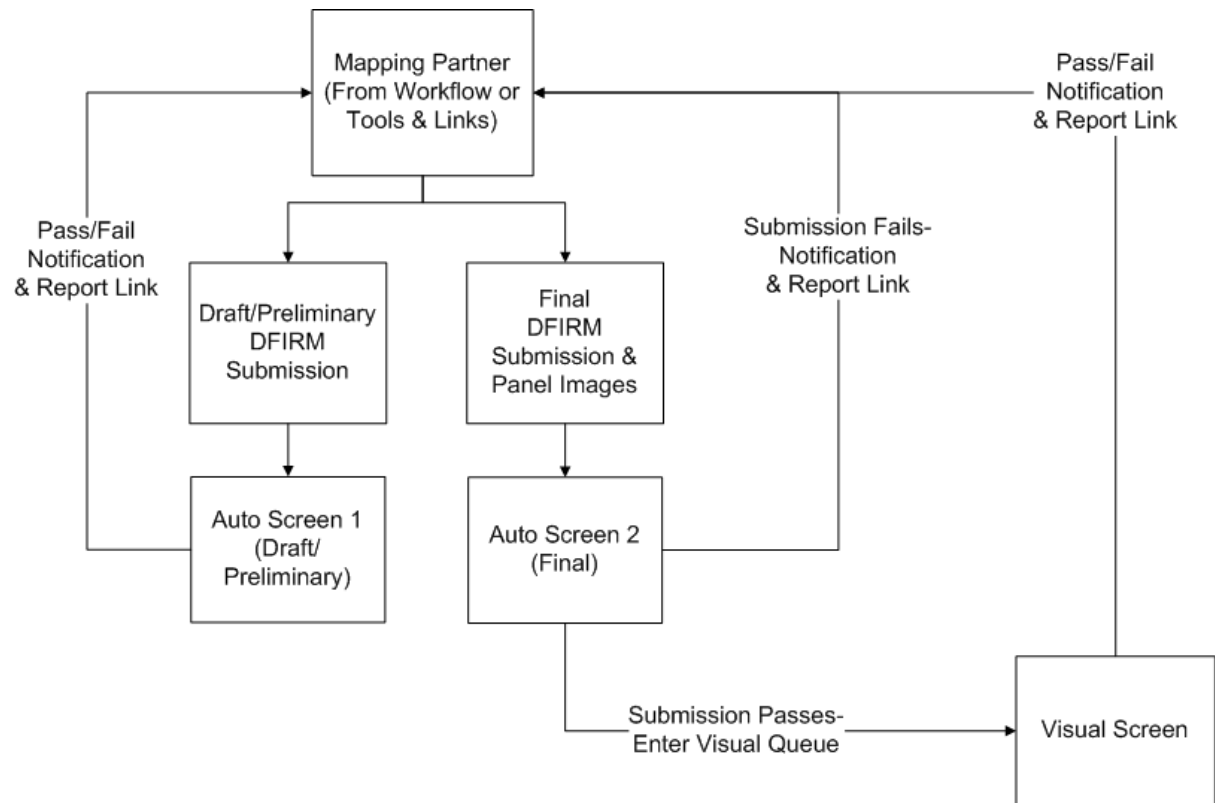 Mapping Partner
(From Workflow or
Tools & Links)
Pass/Fail
Notification
& Report Link
Pass/Fail
Notification
& Report Link
Submission Fails-
Notification
& Report Link
Draft/Preliminary
DFIRM
Submission
Final
DFIRM
Submission &
Panel Images
Auto Screen 1
(Draft/
Preliminary)
Auto Screen 2
(Final)
Submission Passes-
Enter Visual Queue
Visual Screen